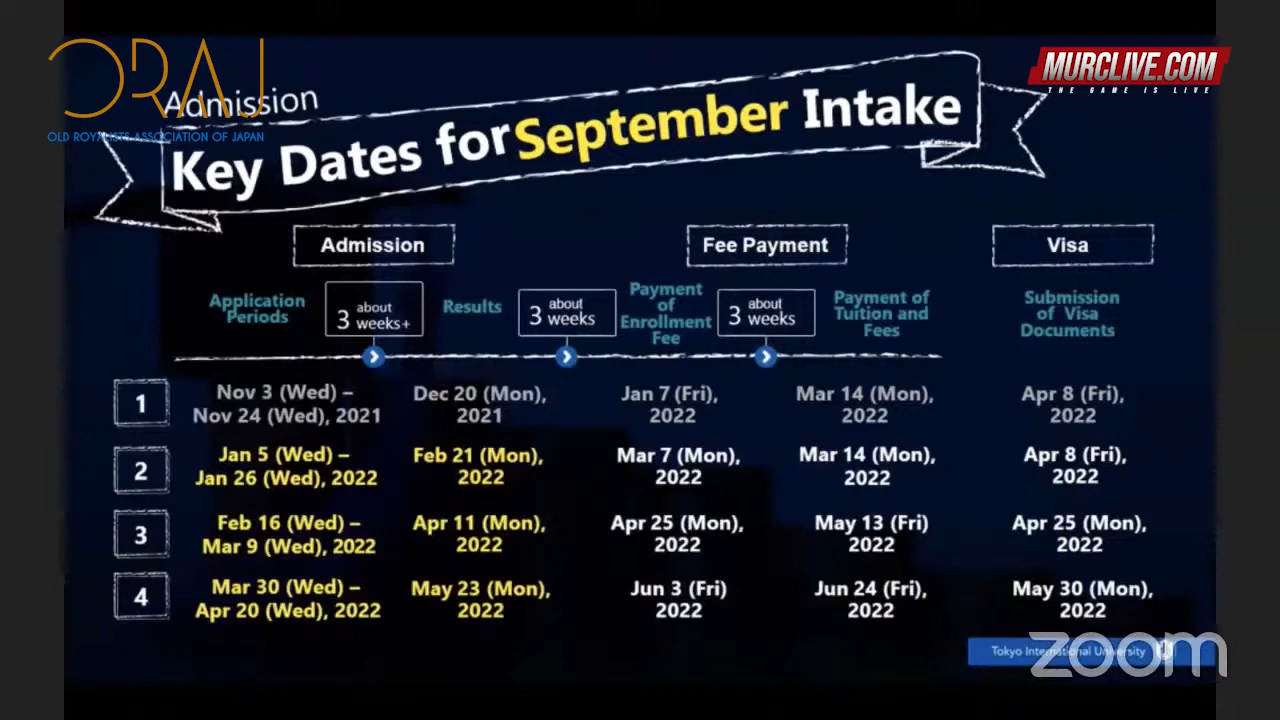 ORAJ
OLD ROYALISTS ASSOCIATION OF JAPAN
MURCLIVE.COM
THE GAME IS LIVE
Admission
Key Dates for September Intake
Admission
Fee Payment
Visa
Application
Periods
about
3 weeks+
Results
about
3 weeks
Payment
of
Enrollment
Fee
about
3 weeks
Payment of
Tuition and
Fees
Submission
of Visa
Documents
1
Nov 3 (Wed) –
Nov 24 (Wed), 2021
Dec 20 (Mon),
2021
Jan 7 (Fri),
2022
Mar 14 (Mon),
2022
Apr 8 (Fri),
2022
2
Jan 5 (Wed) –
Jan 26 (Wed), 2022
Feb 21 (Mon),
2022
Mar 7 (Mon),
2022
Mar 14 (Mon),
2022
Apr 8 (Fri),
2022
3
Feb 16 (Wed) –
Mar 9 (Wed), 2022
Apr 11 (Mon),
2022
Apr 25 (Mon),
2022
May 13 (Fri)
2022
Apr 25 (Mon),
2022
4
Mar 30 (Wed) –
Apr 20 (Wed), 2022
May 23 (Mon),
2022
Jun 3 (Fri)
2022
Jun 24 (Fri),
2022
May 30 (Mon),
2022
Tokyo International University
zoom